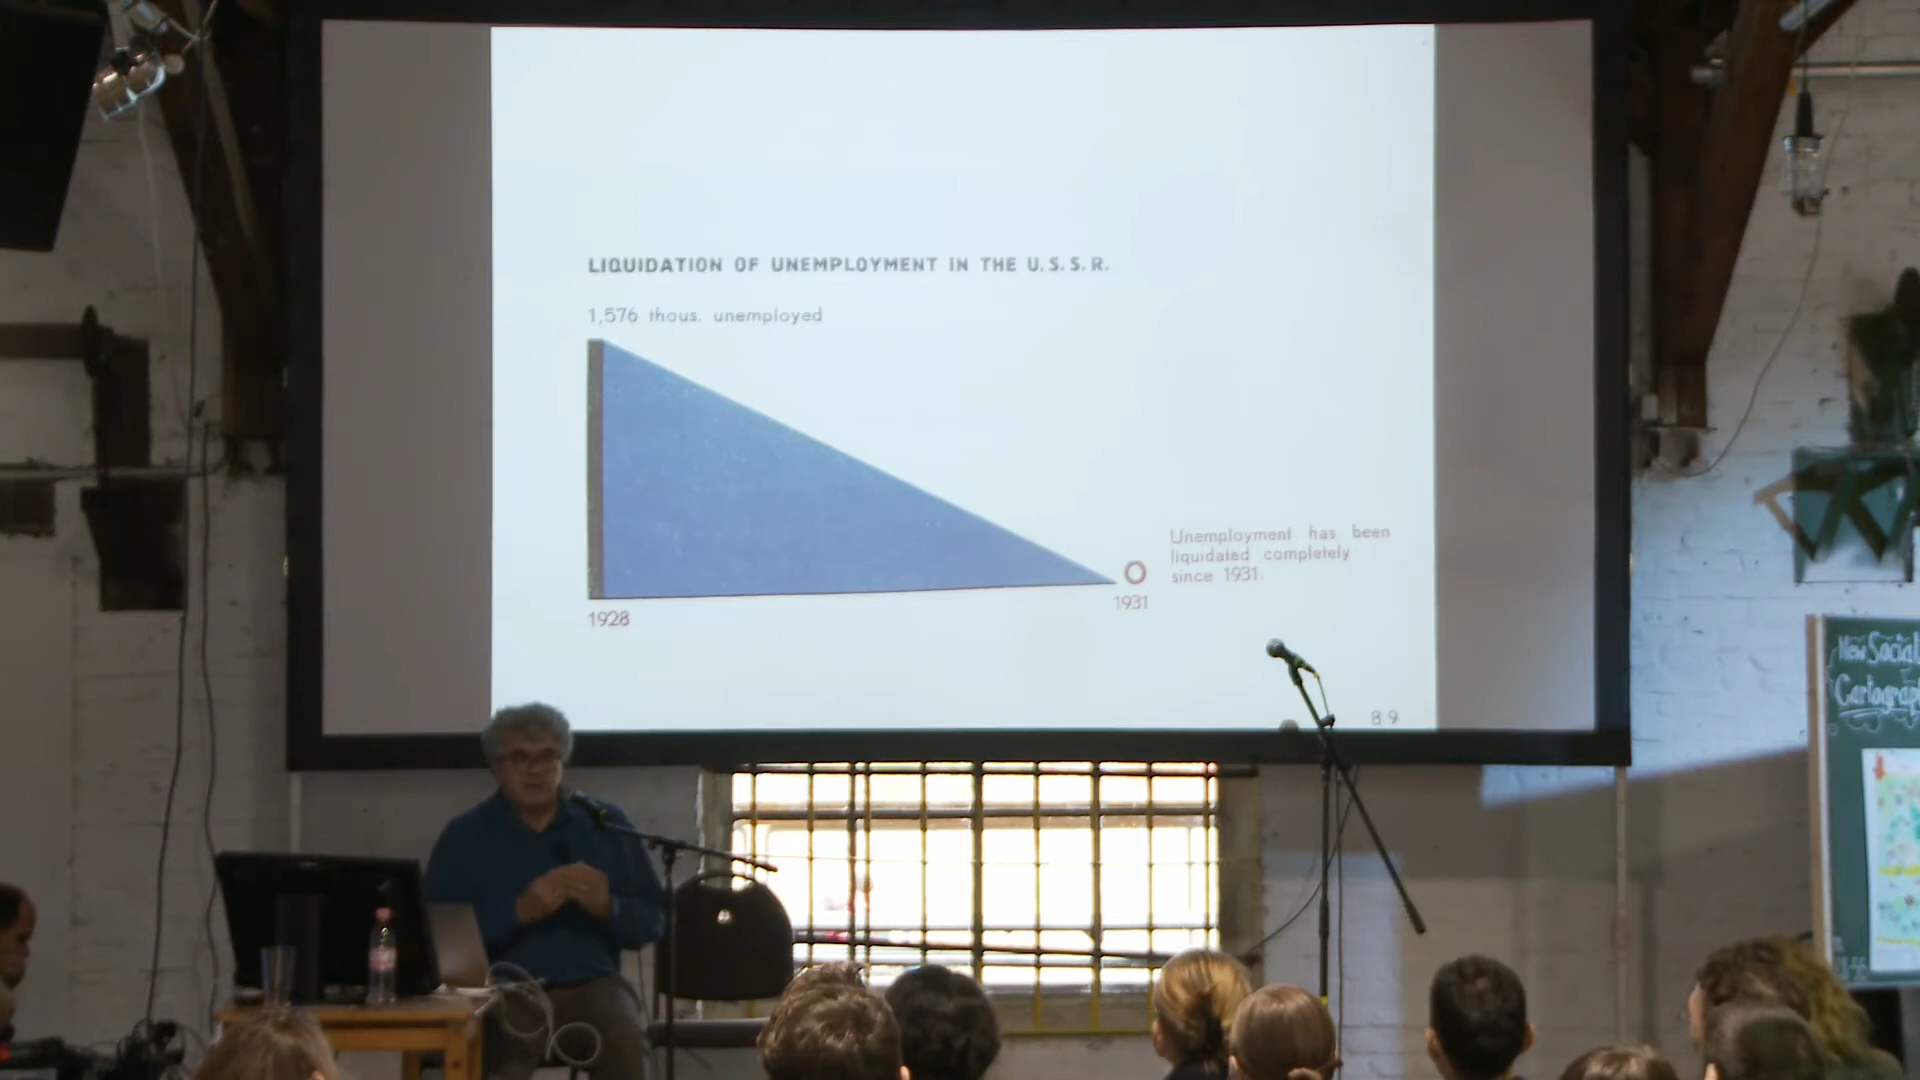 LIQUIDATION OF UNEMPLOYMENT IN THE U.S.S.R.
1,576 thous. unemployed
Unemployment has been
liquidated completely
since 1931.
O
1931
1928
89
New Social
Cartograp